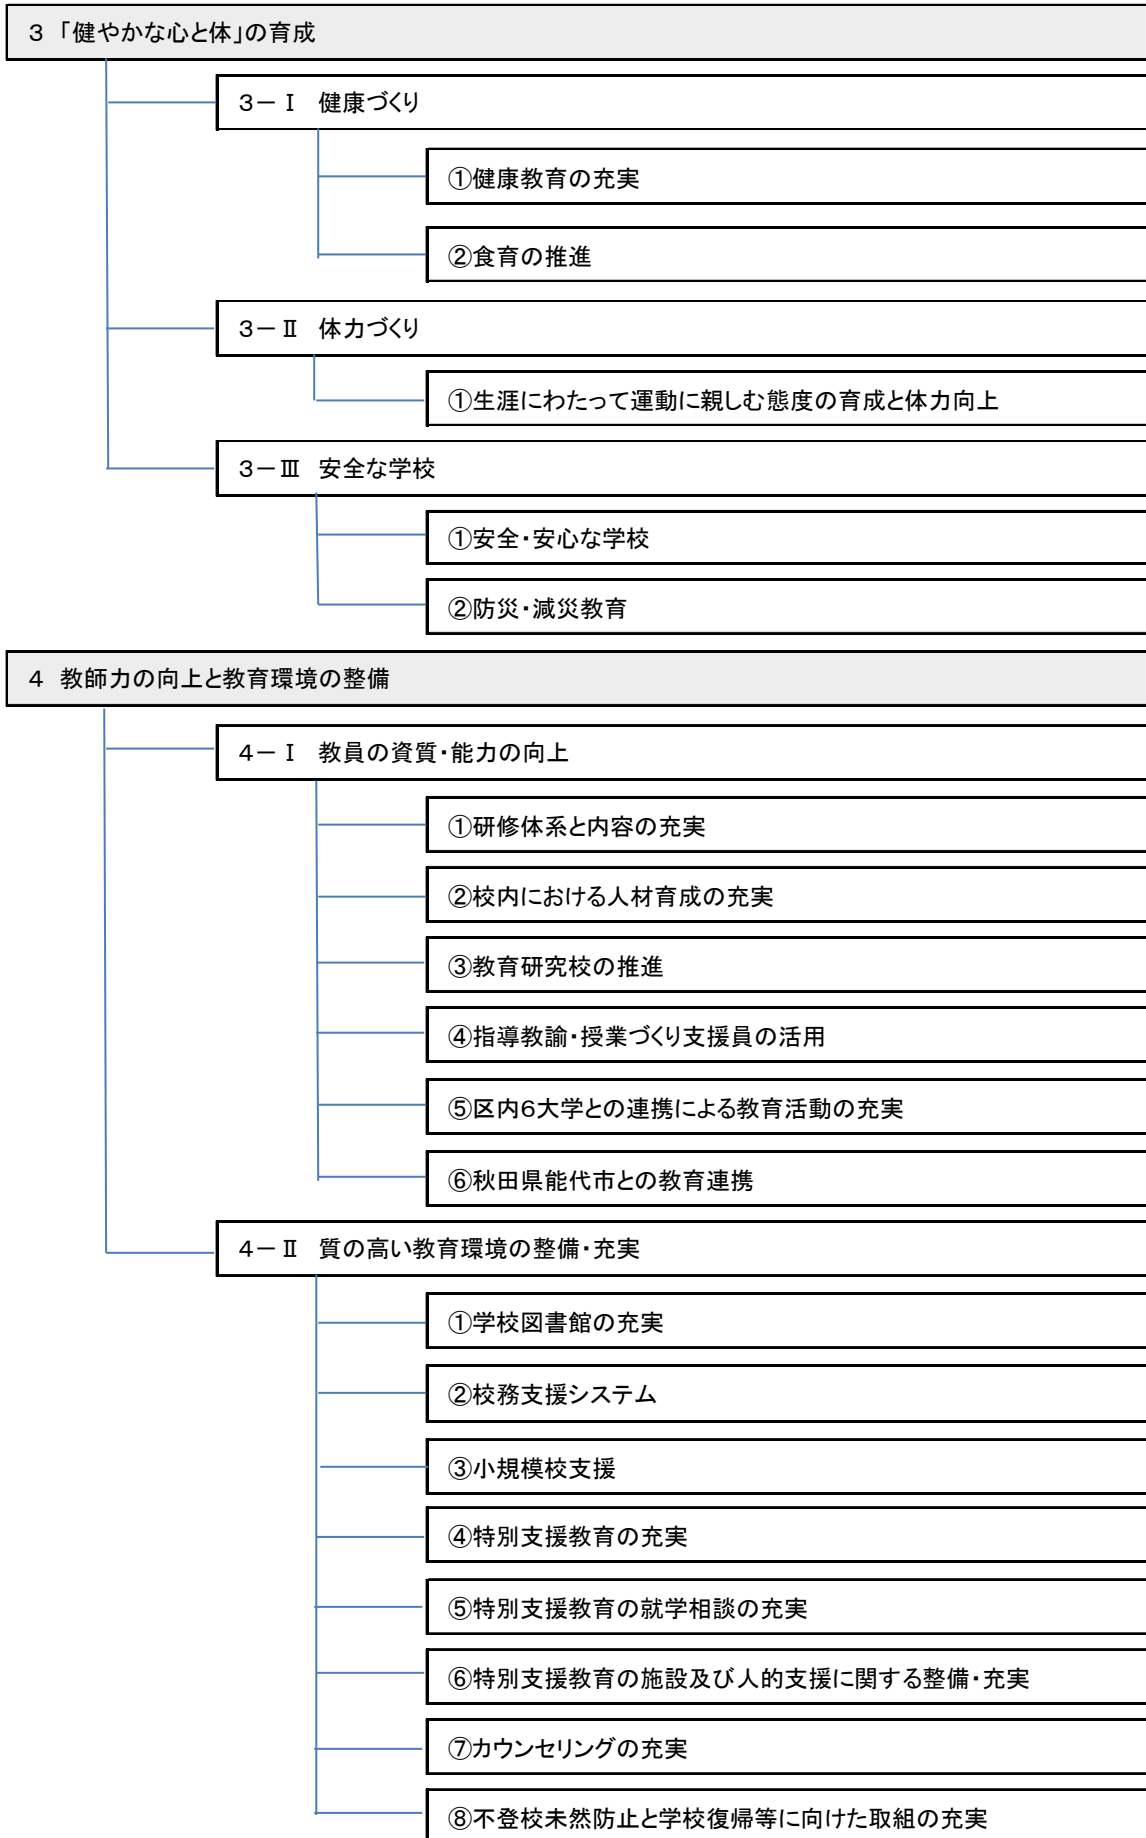 3 「健やかな心と体」の育成
3-Ⅰ 健康づくり
①健康教育の充実
②食育の推進
3-Ⅱ 体力づくり
①生涯にわたって運動に親しむ態度の育成と体力向上
3-Ⅲ 安全な学校
①安全・安心な学校
②防災・減災教育
4 教師力の向上と教育環境の整備
4-Ⅰ 教員の資質・能力の向上
①研修体系と内容の充実
②校内における人材育成の充実
③教育研究校の推進
④指導教諭・授業づくり支援員の活用
⑤区内6大学との連携による教育活動の充実
⑥秋田県能代市との教育連携
4-Ⅱ 質の高い教育環境の整備・充実
①学校図書館の充実
②校務支援システム
③小規模校支援
④特別支援教育の充実
⑤特別支援教育の就学相談の充実
⑥特別支援教育の施設及び人的支援に関する整備・充実
⑦カウンセリングの充実
⑧不登校未然防止と学校復帰等に向けた取組の充実